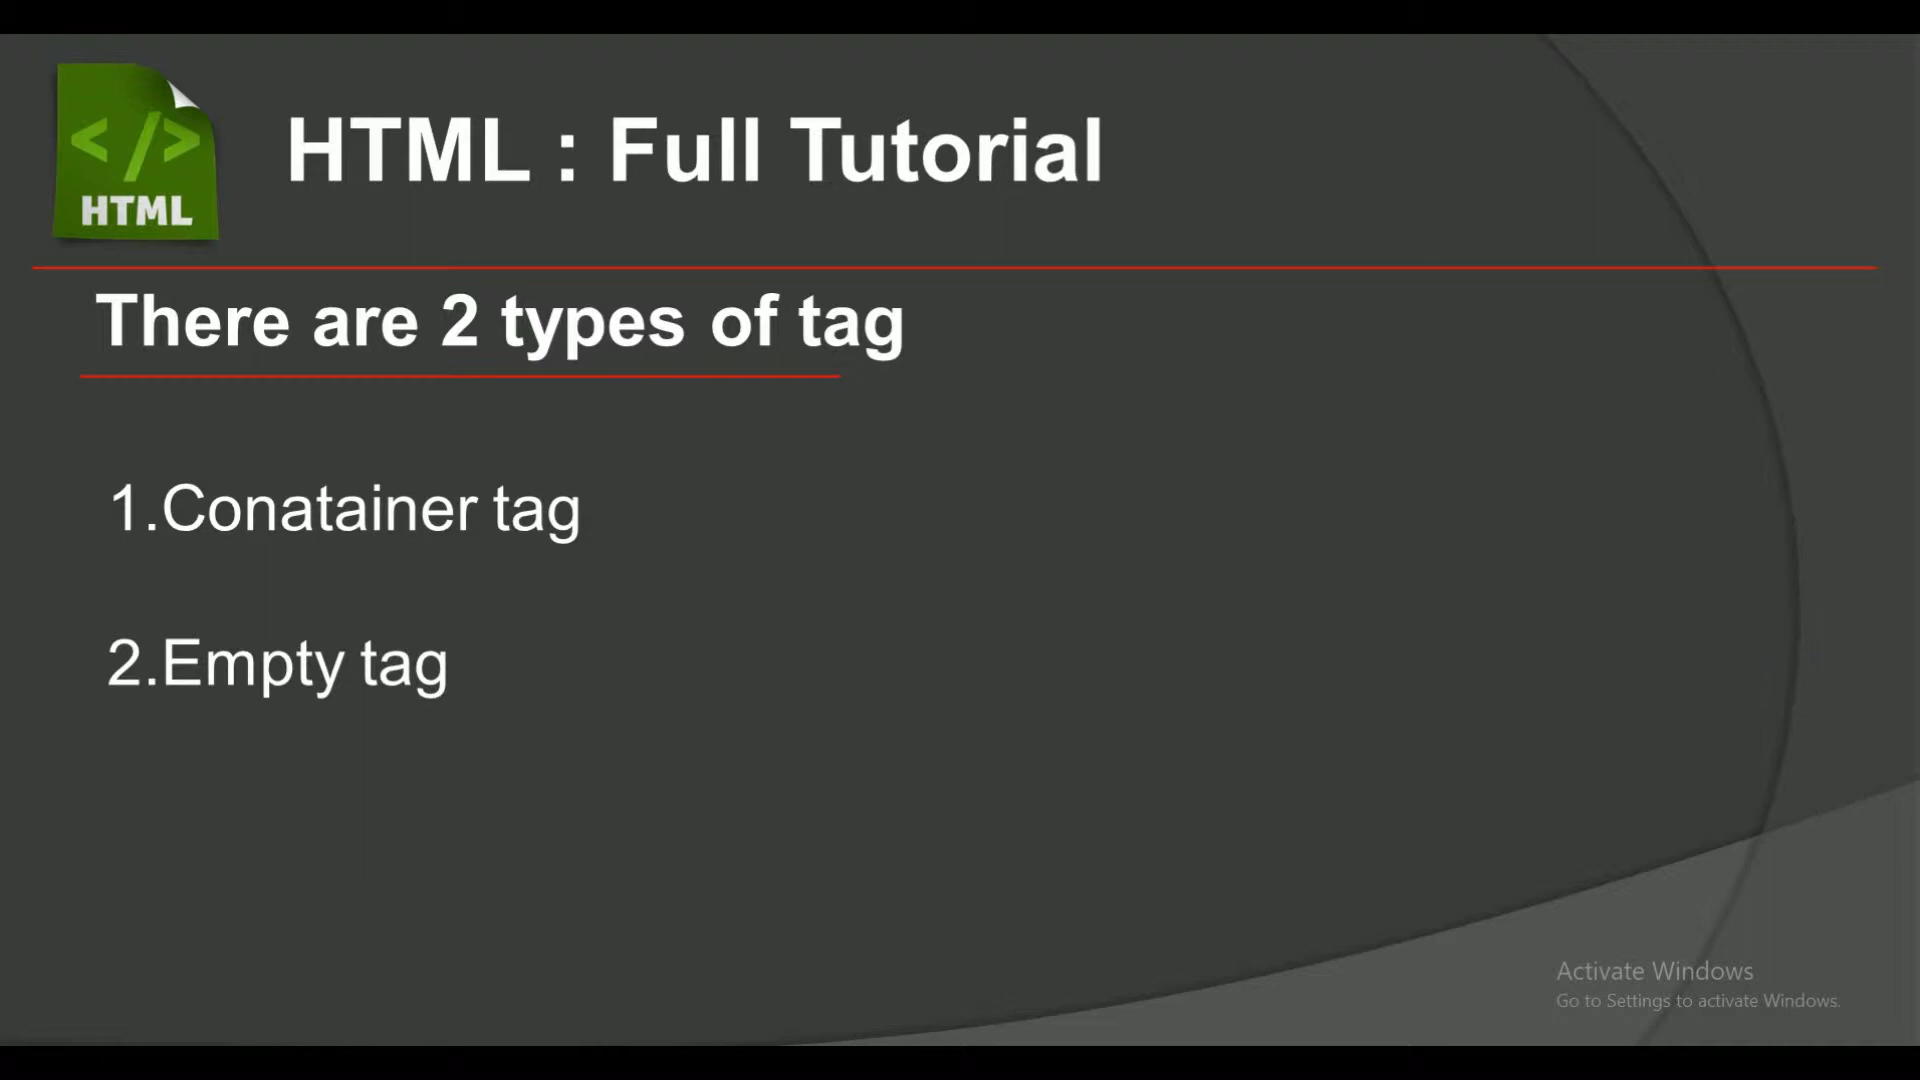 </>
HTML
HTML : Full Tutorial
There are 2 types of tag
1.Conatainer tag
2.Empty tag
Activate Windows
Go to Settings to activate Windows.